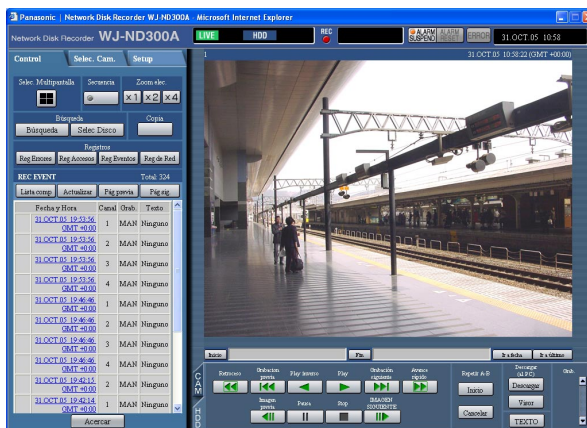 Panasonic | Network Disk Recorder WJ-ND300A - Microsoft Internet Explorer
Network Disk Recorder WJ-ND300A
LIVE HDD REC ALARM SUSPEND ALARM RESET ERROR 31.OCT.05 10:58
Control Selec. Cam. Setup
1 31.OCT.05 10:58:22 (GMT +00:00)
Selec. Multipantalla Secuencia Zoom elec.
x1 x2 x4
Búsqueda Copia
Búsqueda Selec Disco
Registros
Reg Errores Reg Accesos Reg Eventos Reg de Red
REC EVENT Total: 324
Lista comp Actualizar Pág previa Pág sig
Fecha y Hora Canal Grab. Texto
31.OCT.05 19:53:56 GMT +0:00 1 MAN Ninguno
31.OCT.05 19:53:56 GMT +0:00 2 MAN Ninguno
31.OCT.05 19:53:56 GMT +0:00 3 MAN Ninguno
31.OCT.05 19:53:56 GMT +0:00 4 MAN Ninguno
31.OCT.05 19:46:46 GMT +0:00 1 MAN Ninguno
31.OCT.05 19:46:46 GMT +0:00 2 MAN Ninguno
31.OCT.05 19:46:46 GMT +0:00 3 MAN Ninguno
31.OCT.05 19:46:46 GMT +0:00 4 MAN Ninguno
31.OCT.05 19:42:15 GMT +0:00 2 MAN Ninguno
31.OCT.05 19:42:14 GMT +0:00 1 MAN Ninguno
Acercar
Inicio Fin Ir a fecha Ir a último
CAM
HDD
Retroceso Grabacion previa Play inverso Play Grabación siguiente Avance rápido
Imagen previa Pausa Stop IMAGEN SIGUIENTE
Repetir A-B
Inicio
Cancelar
Descargar (al PC)
Descargar
Visor
TEXTO
Grab.